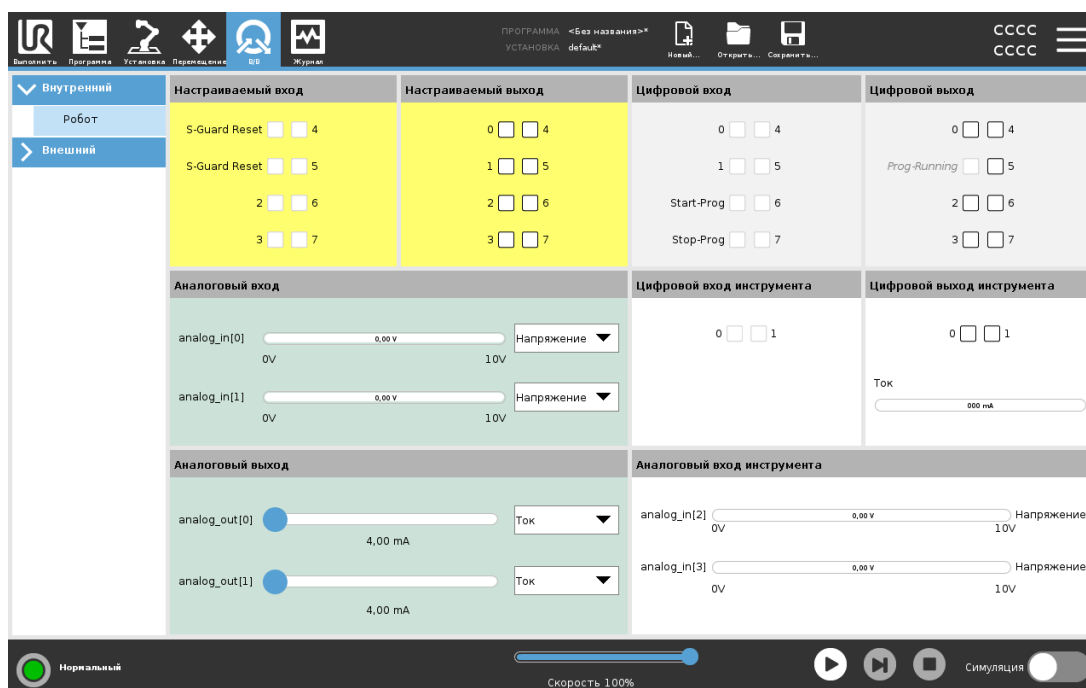 ПРОГРАММА <Без названия>*
УСТАНОВКА default*
CCCC
CCCC
Выполнить Программа Установка Перемещение В/В Журнал Новый... Открыть... Сохранить...
Внутренний
Робот
Внешний
Настраиваемый вход
S-Guard Reset 4
S-Guard Reset 5
2 6
3 7
Настраиваемый выход
0 4
1 5
2 6
3 7
Цифровой вход
0 4
1 5
Start-Prog 6
Stop-Prog 7
Цифровой выход
0 4
Prog-Running 5
2 6
3 7
Аналоговый вход
analog_in[0] 0,00 V Напряжение
0V 10V
analog_in[1] 0,00 V Напряжение
0V 10V
Цифровой вход инструмента
0 1
Цифровой выход инструмента
0 1
Ток
000 mA
Аналоговый выход
analog_out[0] Ток
4,00 mA
analog_out[1] Ток
4,00 mA
Аналоговый вход инструмента
analog_in[2] 0,00 V Напряжение
0V 10V
analog_in[3] 0,00 V Напряжение
0V 10V
Нормальный
Скорость 100%
Симуляция